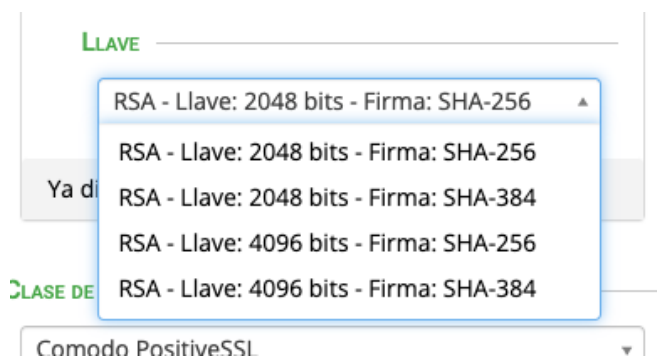 LLAVE
RSA - Llave: 2048 bits - Firma: SHA-256
RSA - Llave: 2048 bits - Firma: SHA-256
RSA - Llave: 2048 bits - Firma: SHA-384
Ya
RSA - Llave: 4096 bits - Firma: SHA-256
CLASE DE
RSA - Llave: 4096 bits - Firma: SHA-384
Comodo PositiveSSL